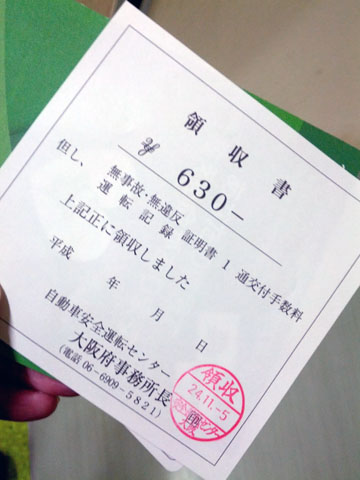 領収書
¥630−
但し、無事故・無違反
運転記録 証明書 1 通交付手数料
上記正に領収しました
平成 年 月 日
自動車安全運転センター
大阪府事務所長
(電話 06−6909−5821)
領収
24.11.-5
大阪